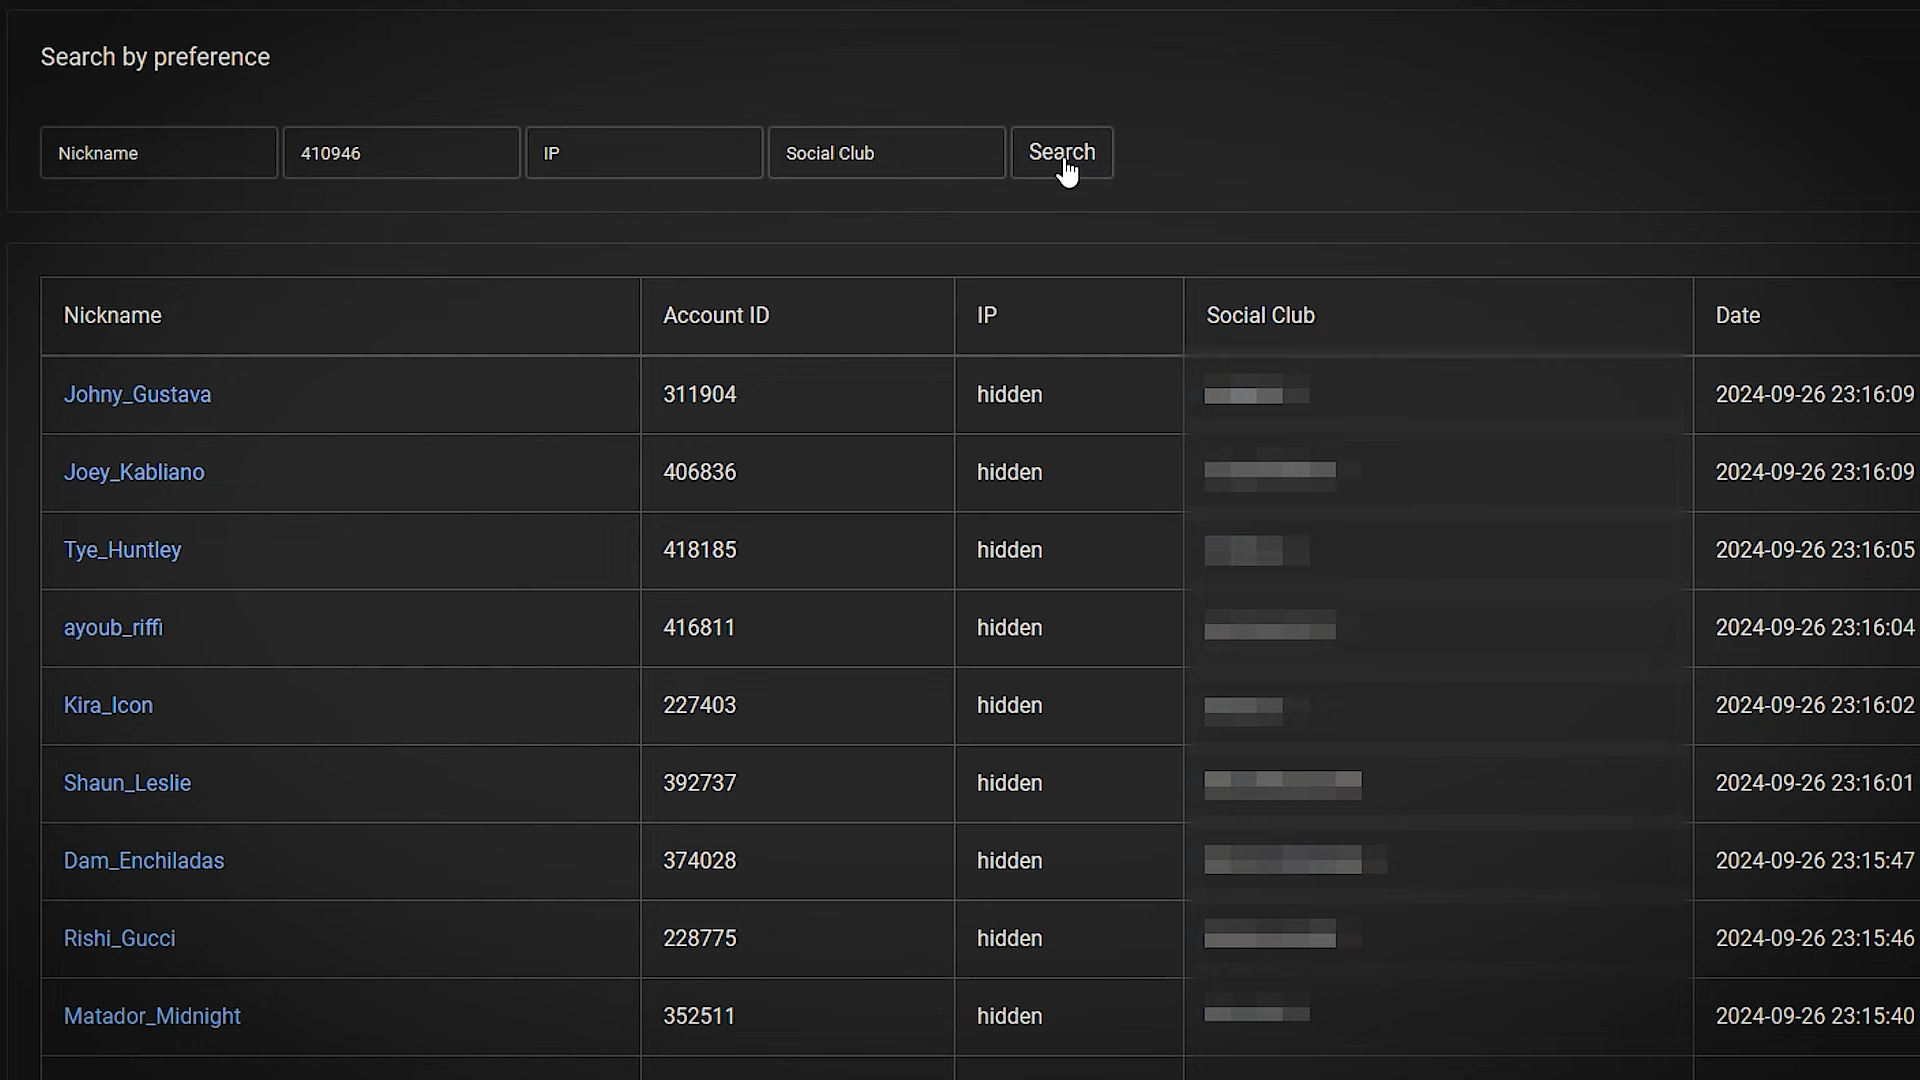 Search by preference
Nickname 410946 IP Social Club Search
Nickname Account ID IP Social Club Date
Johny_Gustava 311904 hidden 2024-09-26 23:16:09
Joey_Kabliano 406836 hidden 2024-09-26 23:16:09
Tye_Huntley 418185 hidden 2024-09-26 23:16:05
ayoub_riffi 416811 hidden 2024-09-26 23:16:04
Kira_Icon 227403 hidden 2024-09-26 23:16:02
Shaun_Leslie 392737 hidden 2024-09-26 23:16:01
Dam_Enchiladas 374028 hidden 2024-09-26 23:15:47
Rishi_Gucci 228775 hidden 2024-09-26 23:15:46
Matador_Midnight 352511 hidden 2024-09-26 23:15:40